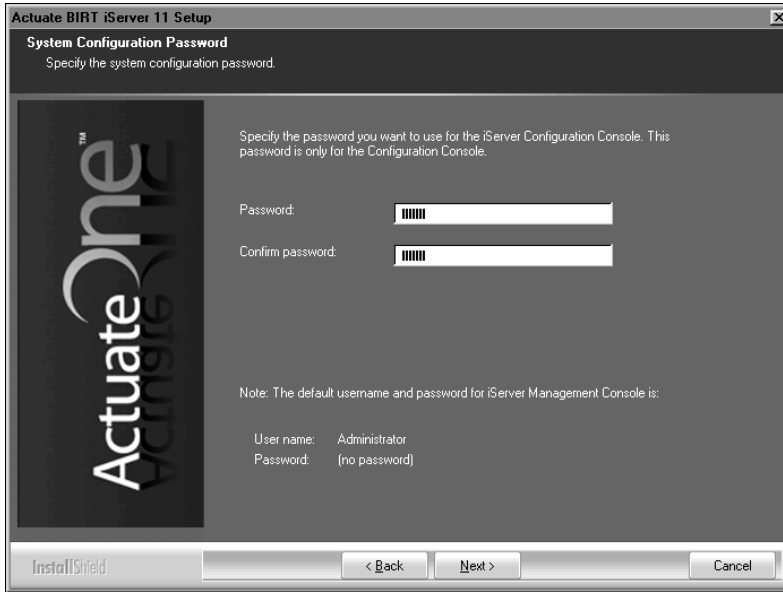 Actuate BIRT iServer 11 Setup
System Configuration Password
Specify the system configuration password.
ActuateOne™
Specify the password you want to use for the iServer Configuration Console. This
password is only for the Configuration Console.
Password:
Confirm password:
Note: The default username and password for iServer Management Console is:
User name: Administrator
Password: (no password)
InstallShield
< Back
Next >
Cancel